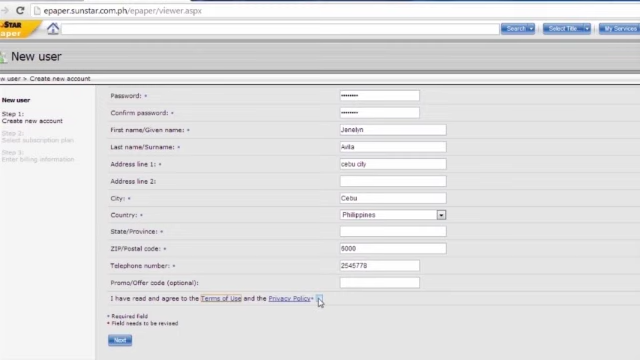 epaper.sunstar.com.ph/epaper/viewer.aspx
STAR
aper
Search
Select Title
My Services
New user
ew user > Create new account
New user
Step 1:
Create new account
Step 2:
Select subscription plan
Step 3:
Enter billing information
Password: *
********
Confirm password: *
********
First name/Given name: *
Janelyn
Last name/Surname: *
Avila
Address line 1: *
cebu city
Address line 2:
City: *
Cebu
Country: *
Philippines
State/Province: *
ZIP/Postal code: *
6000
Telephone number: *
2545778
Promo/Offer code (optional):
I have read and agree to the Terms of Use and the Privacy Policy*
* Required field
* Field needs to be revised
Next